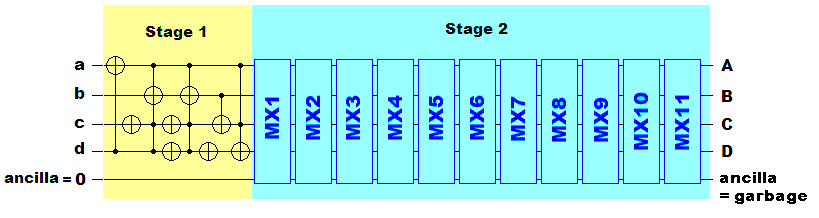 Stage 1
Stage 2
a
b
c
d
ancilla = 0
MX1
MX2
MX3
MX4
MX5
MX6
MX7
MX8
MX9
MX10
MX11
A
B
C
D
ancilla
= garbage